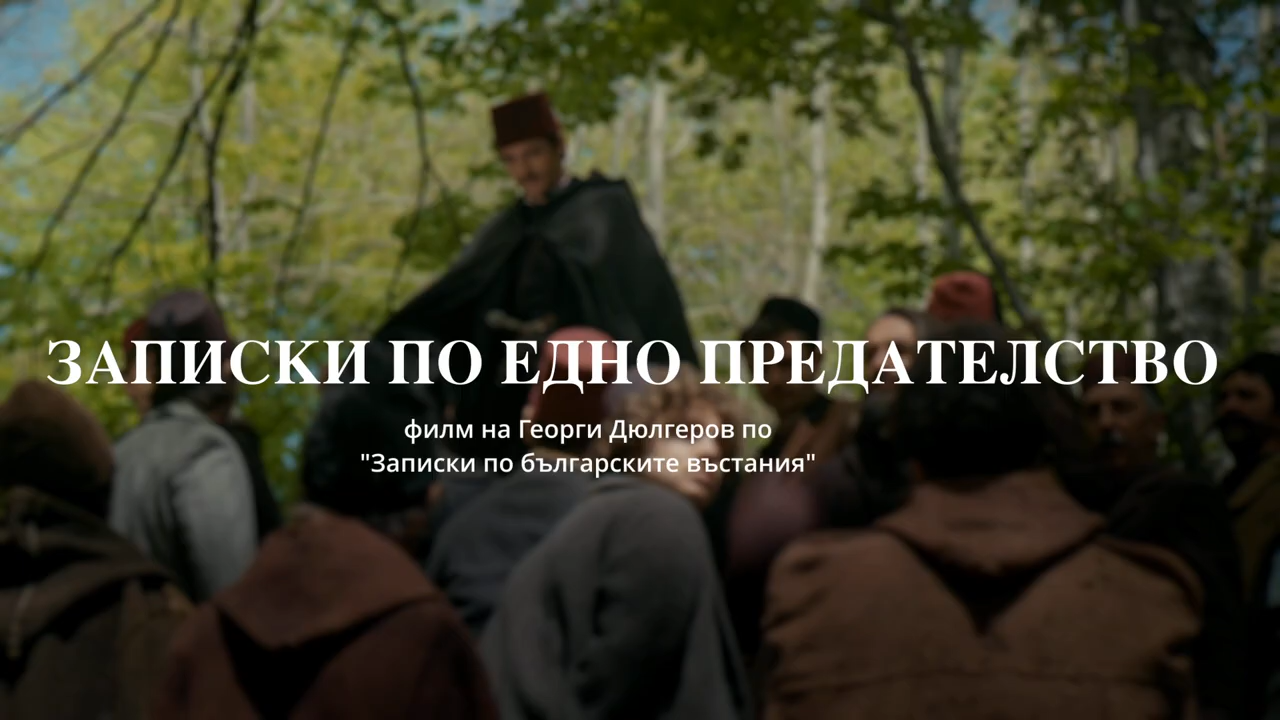 ЗАПИСКИ ПО ЕДНО ПРЕДАТЕЛСТВО
филм на Георги Дюлгеров по
"Записки по българските въстания"